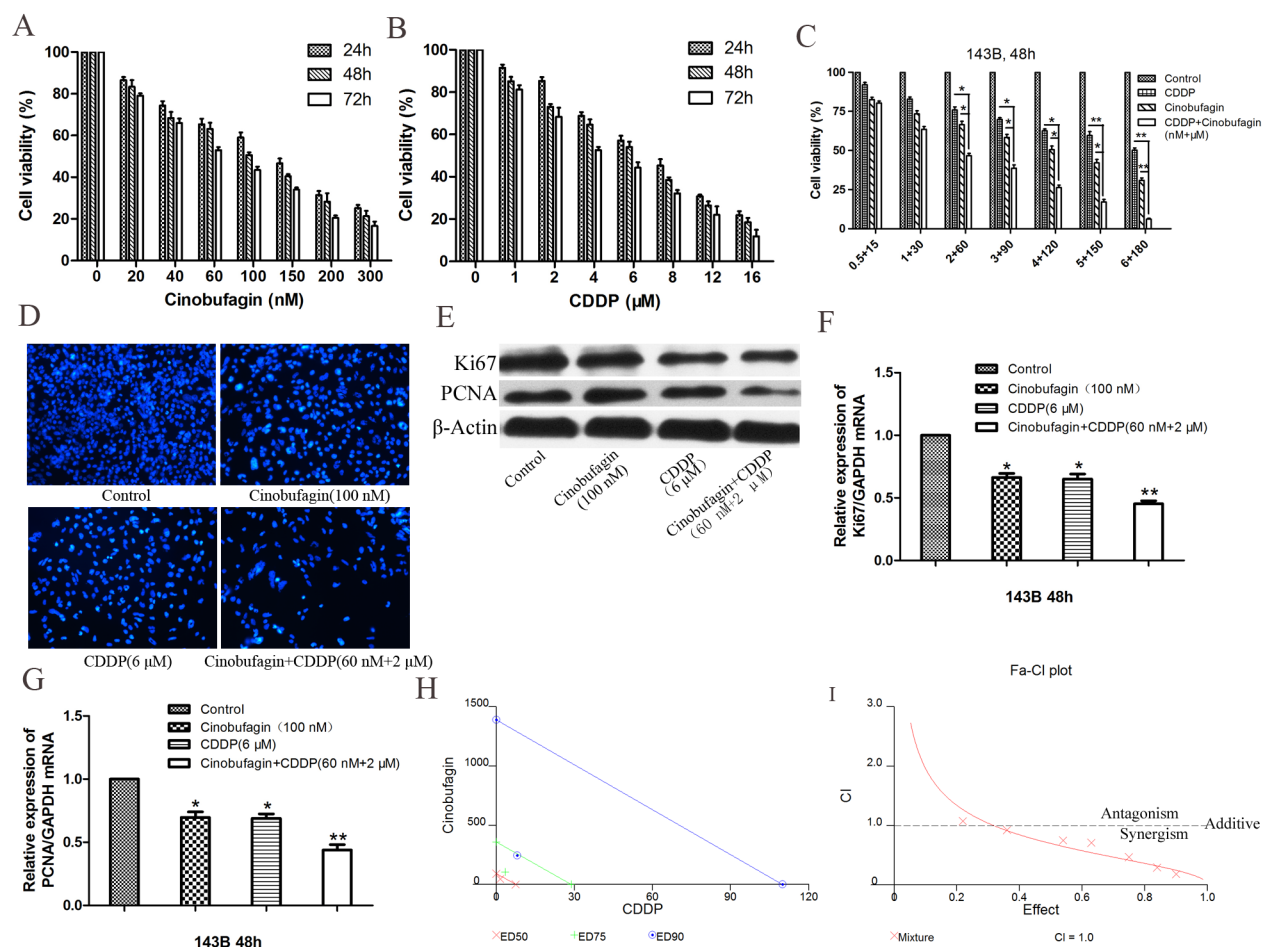 A
Cell viability (%)
100
80
60
40
20
0
24h
48h
72h
0 20 40 60 100 150 200 300
Cinobufagin (nM)
B
Cell viability (%)
100
80
60
40
20
0
24h
48h
72h
0 1 2 4 6 8 12 16
CDDP (µM)
C
143B, 48h
Cell viability (%)
100
75
50
25
0
* * * * * * ** * ** **
Control
CDDP
Cinobufagin
CDDP+Cinobufagin
(nM+µM)
0.5+15 1+30 2+60 3+90 4+120 5+150 6+180
D
Control
Cinobufagin(100 nM)
CDDP(6 µM)
Cinobufagin+CDDP(60 nM+2 µM)
E
Ki67
PCNA
β-Actin
Control
Cinobufagin
(100 nM)
CDDP
(6 µM)
Cinobufagin+CDDP
(60 nM+2 µM)
F
Relative expression of
Ki67/GAPDH mRNA
1.5
1.0
0.5
0.0
Control
Cinobufagin（100 nM）
CDDP(6 µM)
Cinobufagin+CDDP(60 nM+2 µM)
* * **
143B 48h
G
Relative expression of
PCNA/GAPDH mRNA
1.5
1.0
0.5
0.0
Control
Cinobufagin（100 nM）
CDDP(6 µM)
Cinobufagin+CDDP(60 nM+2 µM)
* * **
143B 48h
H
Cinobufagin
1500
1000
500
0
0 30 60 90 120
CDDP
ED50 ED75 ED90
I
Fa-CI plot
CI
3.0
2.0
1.0
0
Antagonism
Synergism
Additive
0 0.2 0.4 0.6 0.8 1.0
Effect
Mixture CI = 1.0